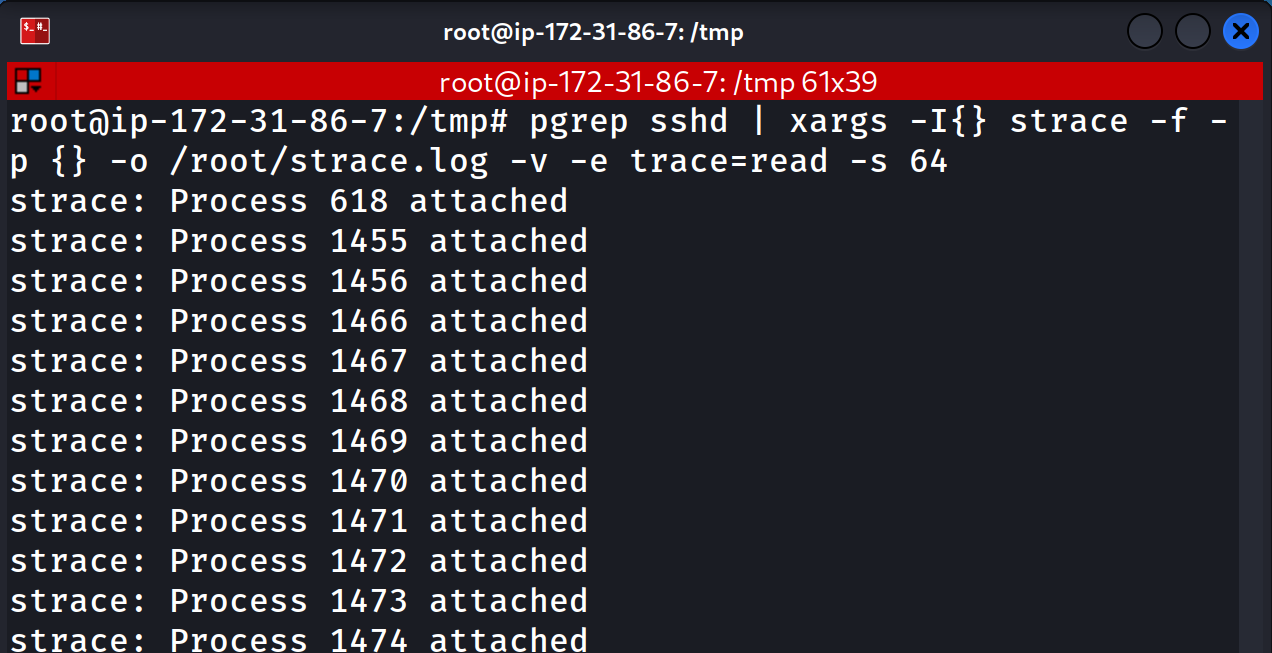 root@ip-172-31-86-7: /tmp
root@ip-172-31-86-7: /tmp 61x39
root@ip-172-31-86-7:/tmp# pgrep sshd | xargs -I{} strace -f -
p {} -o /root/strace.log -v -e trace=read -s 64
strace: Process 618 attached
strace: Process 1455 attached
strace: Process 1456 attached
strace: Process 1466 attached
strace: Process 1467 attached
strace: Process 1468 attached
strace: Process 1469 attached
strace: Process 1470 attached
strace: Process 1471 attached
strace: Process 1472 attached
strace: Process 1473 attached
strace: Process 1474 attached